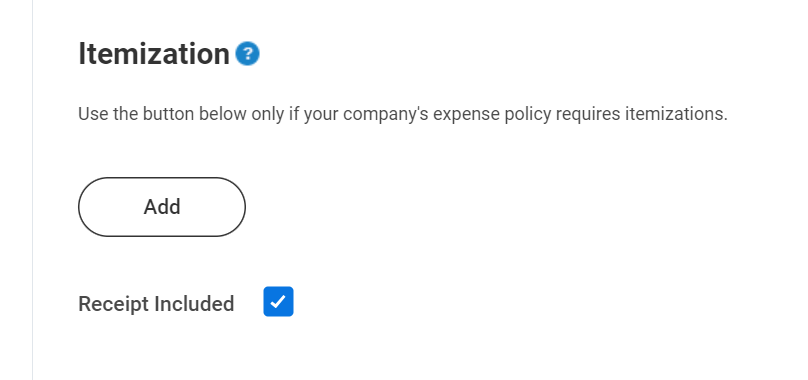 Itemization ?
Use the button below only if your company's expense policy requires itemizations.
Add
Receipt Included